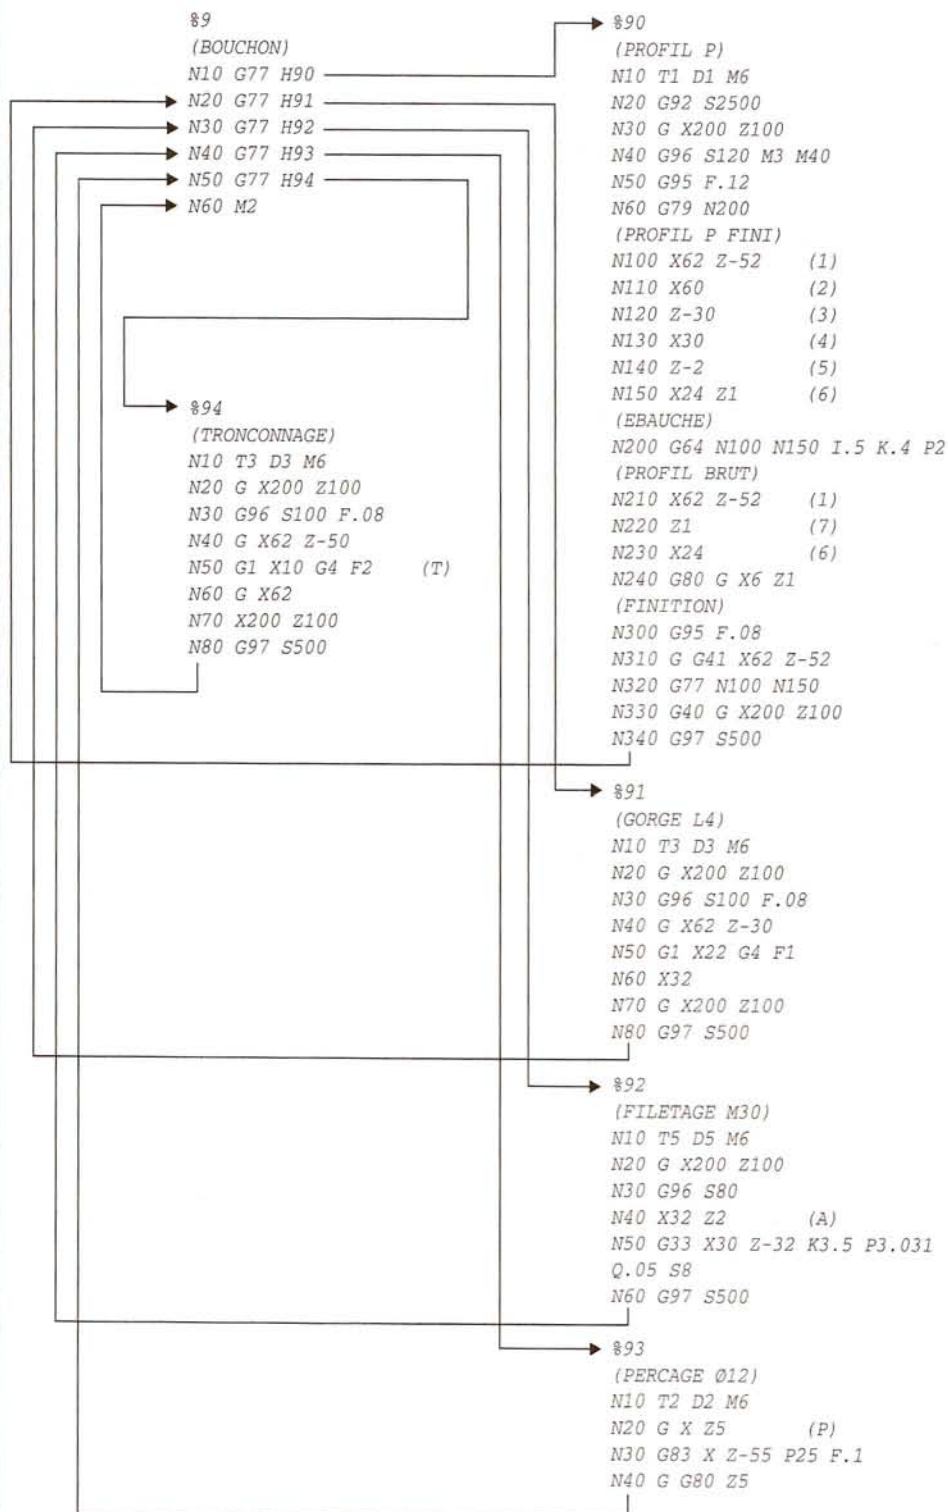 %9
(BOUCHON)
N10 G77 H90
N20 G77 H91
N30 G77 H92
N40 G77 H93
N50 G77 H94
N60 M2
%94
(TRONCONNAGE)
N10 T3 D3 M6
N20 G X200 Z100
N30 G96 S100 F.08
N40 G X62 Z-50
N50 G1 X10 G4 F2 (T)
N60 G X62
N70 X200 Z100
N80 G97 S500
%90
(PROFIL P)
N10 T1 D1 M6
N20 G92 S2500
N30 G X200 Z100
N40 G96 S120 M3 M40
N50 G95 F.12
N60 G79 N200
(PROFIL P FINI)
N100 X62 Z-52 (1)
N110 X60 (2)
N120 Z-30 (3)
N130 X30 (4)
N140 Z-2 (5)
N150 X24 Z1 (6)
(EBAUCHE)
N200 G64 N100 N150 I.5 K.4 P2
(PROFIL BRUT)
N210 X62 Z-52 (1)
N220 Z1 (7)
N230 X24 (6)
N240 G80 G X6 Z1
(FINITION)
N300 G95 F.08
N310 G G41 X62 Z-52
N320 G77 N100 N150
N330 G40 G X200 Z100
N340 G97 S500
%91
(GORGE L4)
N10 T3 D3 M6
N20 G X200 Z100
N30 G96 S100 F.08
N40 G X62 Z-30
N50 G1 X22 G4 F1
N60 X32
N70 G X200 Z100
N80 G97 S500
%92
(FILETAGE M30)
N10 T5 D5 M6
N20 G X200 Z100
N30 G96 S80
N40 X32 Z2 (A)
N50 G33 X30 Z-32 K3.5 P3.031
Q.05 S8
N60 G97 S500
%93
(PERCAGE Ø12)
N10 T2 D2 M6
N20 G X Z5 (P)
N30 G83 X Z-55 P25 F.1
N40 G G80 Z5